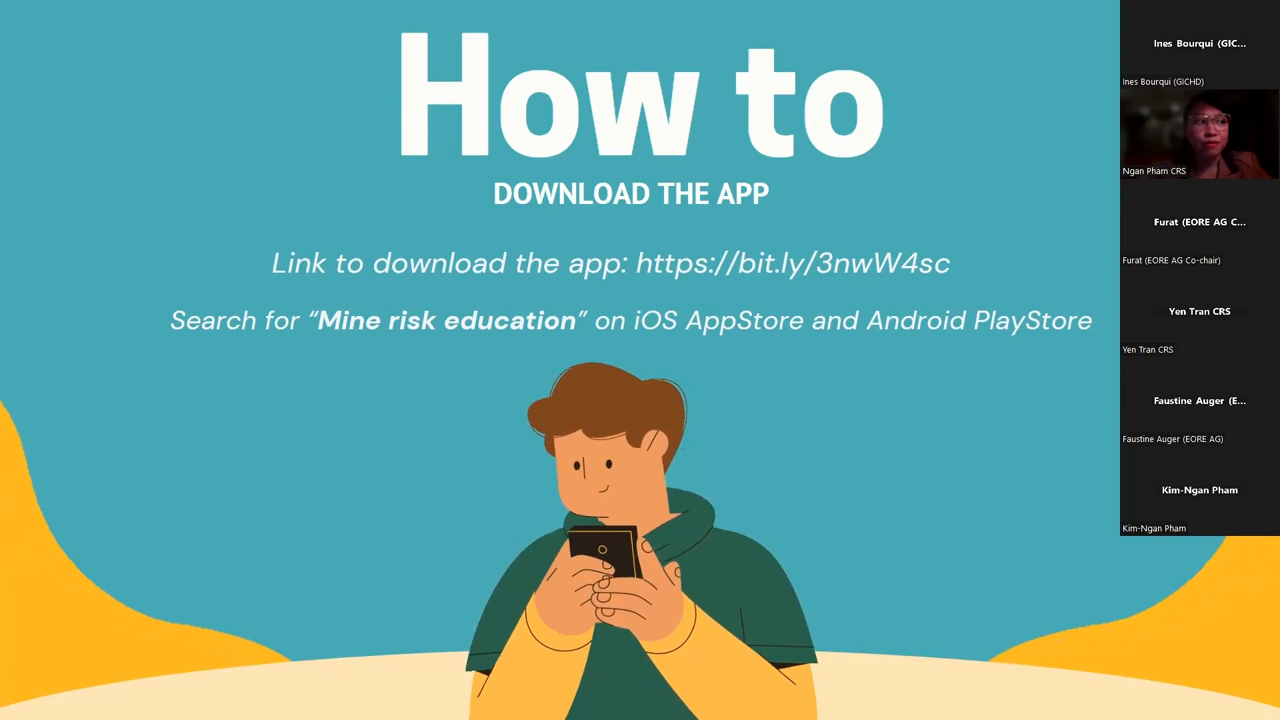 How to
DOWNLOAD THE APP
Link to download the app: https://bit.ly/3nwW4sc
Search for “Mine risk education” on iOS AppStore and Android PlayStore
Ines Bourqui (GIC...
Ines Bourqui (GICHD)
Ngan Pham CRS
Furat (EORE AG C...
Furat (EORE AG Co-chair)
Yen Tran CRS
Yen Tran CRS
Faustine Auger (E...
Faustine Auger (EORE AG)
Kim-Ngan Pham
Kim-Ngan Pham